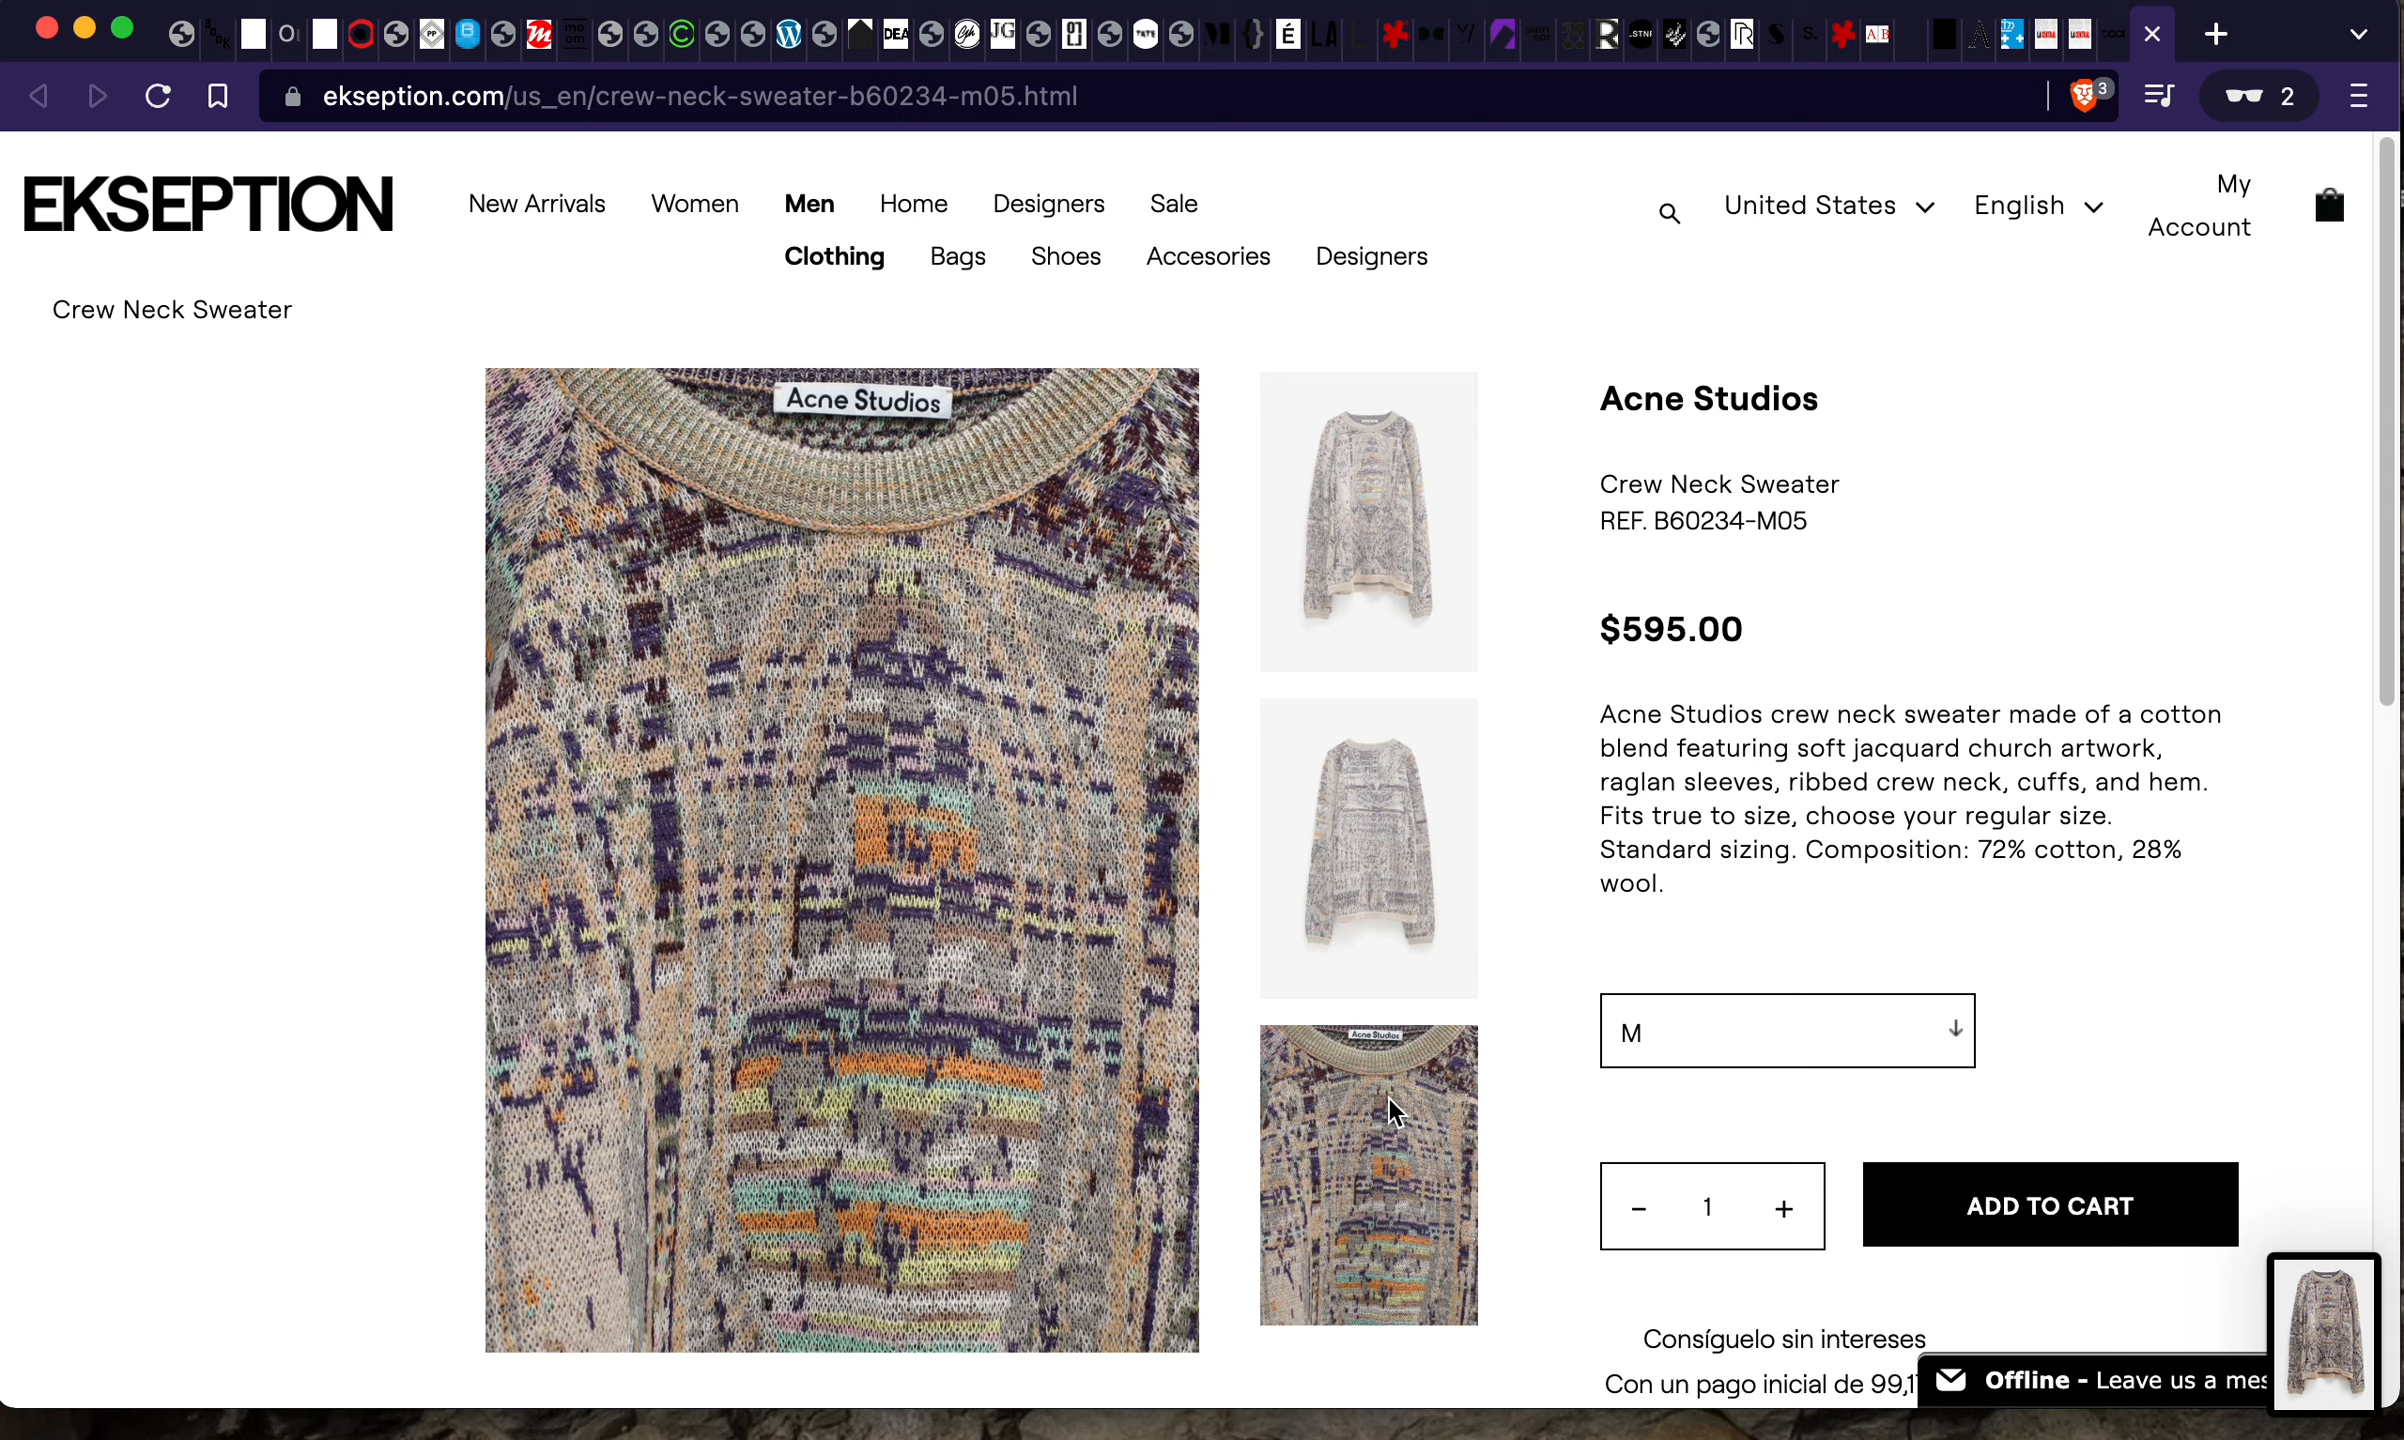 ekseption.com/us_en/crew-neck-sweater-b60234-m05.html
3
2
EKSEPTION
New Arrivals Women Men Home Designers Sale
Clothing Bags Shoes Accesories Designers
United States English My Account
Crew Neck Sweater
Acne Studios
Acne Studios
Acne Studios
Crew Neck Sweater
REF. B60234-M05
$595.00
Acne Studios crew neck sweater made of a cotton
blend featuring soft jacquard church artwork,
raglan sleeves, ribbed crew neck, cuffs, and hem.
Fits true to size, choose your regular size.
Standard sizing. Composition: 72% cotton, 28%
wool.
M
- 1 +
ADD TO CART
Consíguelo sin intereses
Con un pago inicial de 99,1
Offline - Leave us a mes